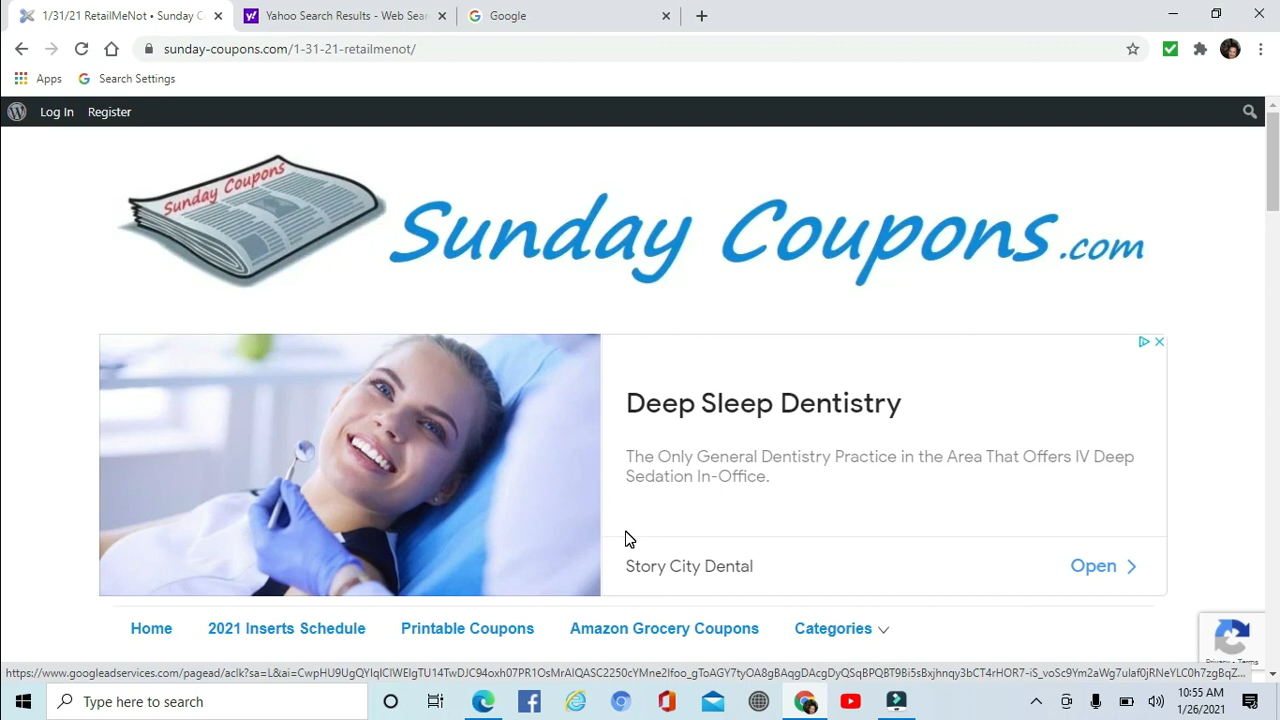 1/31/21 RetailMeNot • Sunday C
Yahoo Search Results - Web Sear
Google
sunday-coupons.com/1-31-21-retailmenot/
Apps
Search Settings
Log In
Register
Sunday Coupons
Sunday Coupons.com
Deep Sleep Dentistry
The Only General Dentistry Practice in the Area That Offers IV Deep
Sedation In-Office.
Story City Dental
Open
Home
2021 Inserts Schedule
Printable Coupons
Amazon Grocery Coupons
Categories
Privacy - Terms
Type here to search
10:55 AM
1/26/2021